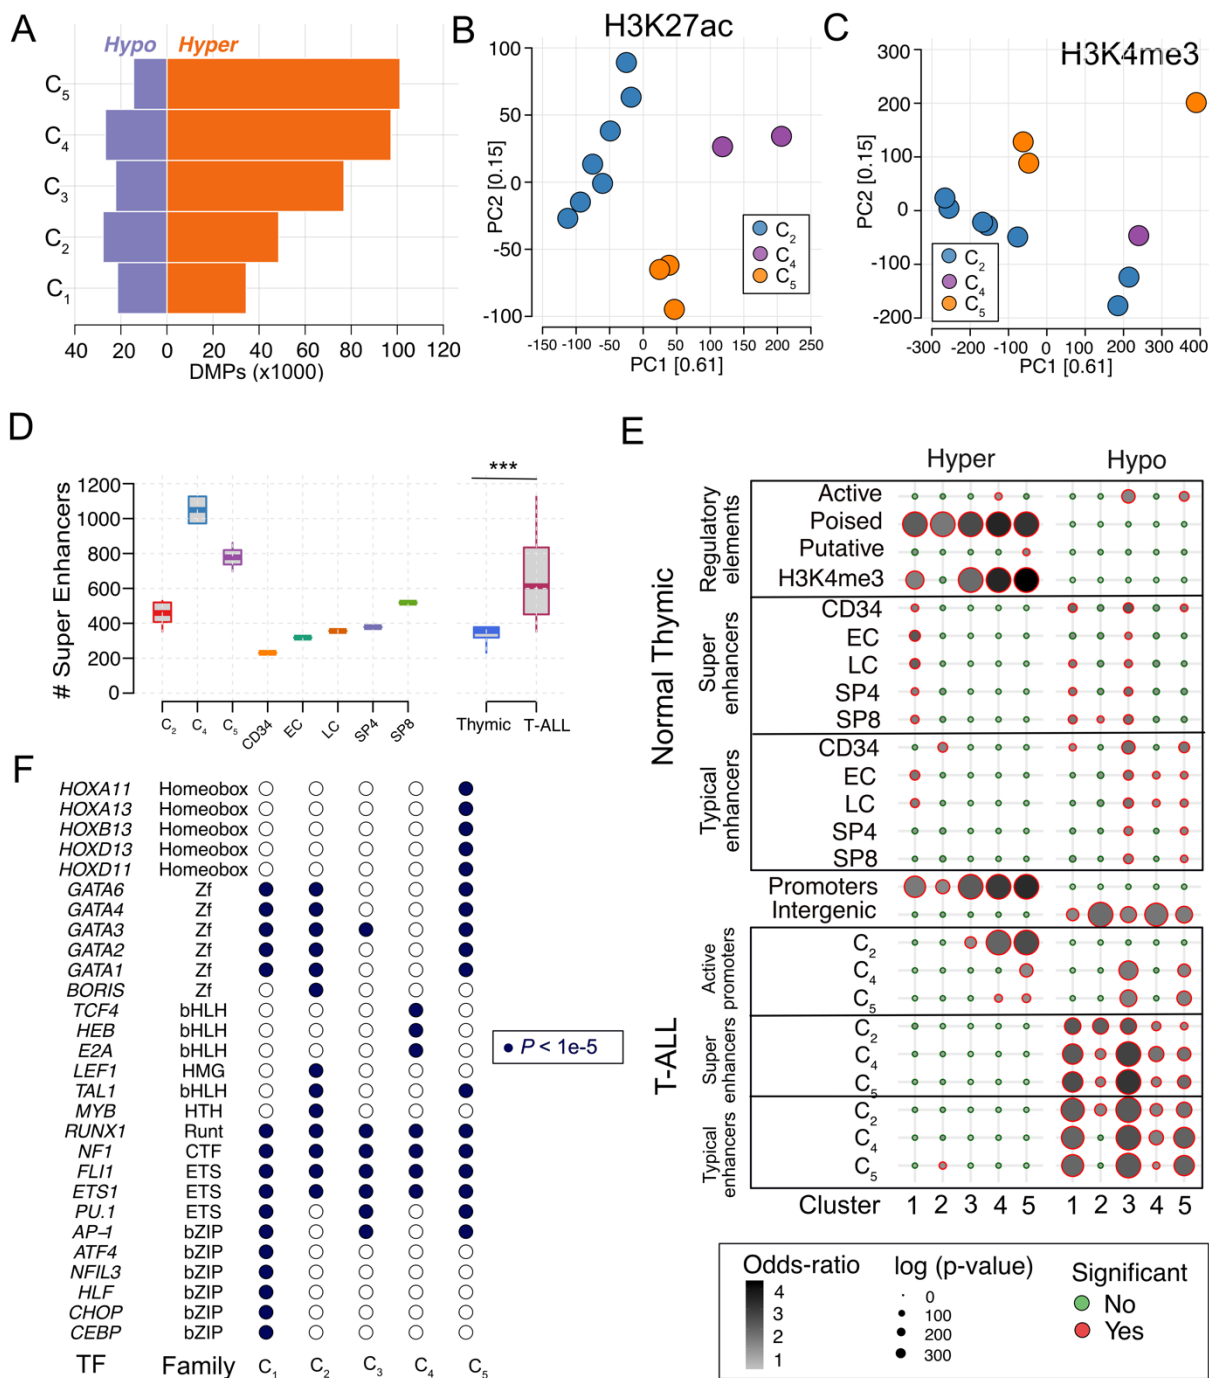 A
Hypo Hyper
C5
C4
C3
C2
C1
40 20 0 20 40 60 80 100 120
DMPs (x1000)
B
H3K27ac
PC2 [0.15]
100
50
0
-50
-100
C2
C4
C5
-150 -100 -50 0 50 100 150 200 250
PC1 [0.61]
C
H3K4me3
PC2 [0.15]
300
200
100
0
-100
-200
C2
C4
C5
-300 -200 -100 0 100 200 300 400
PC1 [0.61]
D
# Super Enhancers
1200
1000
800
600
400
200
0
***
C2 C4 C5 CD34 EC LC SP4 SP8 Thymic T-ALL
E
Hyper Hypo
Normal Thymic
Regulatory elements
Active
Poised
Putative
H3K4me3
Super enhancers
CD34
EC
LC
SP4
SP8
Typical enhancers
CD34
EC
LC
SP4
SP8
Promoters
Intergenic
T-ALL
Active promoters
C2
C4
C5
Super enhancers
C2
C4
C5
Typical enhancers
C2
C4
C5
Cluster 1 2 3 4 5 1 2 3 4 5
Odds-ratio
4
3
2
1
log (p-value)
0
100
200
300
Significant
No
Yes
F
HOXA11 Homeobox
HOXA13 Homeobox
HOXB13 Homeobox
HOXD13 Homeobox
HOXD11 Homeobox
GATA6 Zf
GATA4 Zf
GATA3 Zf
GATA2 Zf
GATA1 Zf
BORIS Zf
TCF4 bHLH
HEB bHLH
E2A bHLH
LEF1 HMG
TAL1 bHLH
MYB HTH
RUNX1 Runt
NF1 CTF
FLI1 ETS
ETS1 ETS
PU.1 ETS
AP-1 bZIP
ATF4 bZIP
NFIL3 bZIP
HLF bZIP
CHOP bZIP
CEBP bZIP
TF Family C1 C2 C3 C4 C5
P < 1e-5